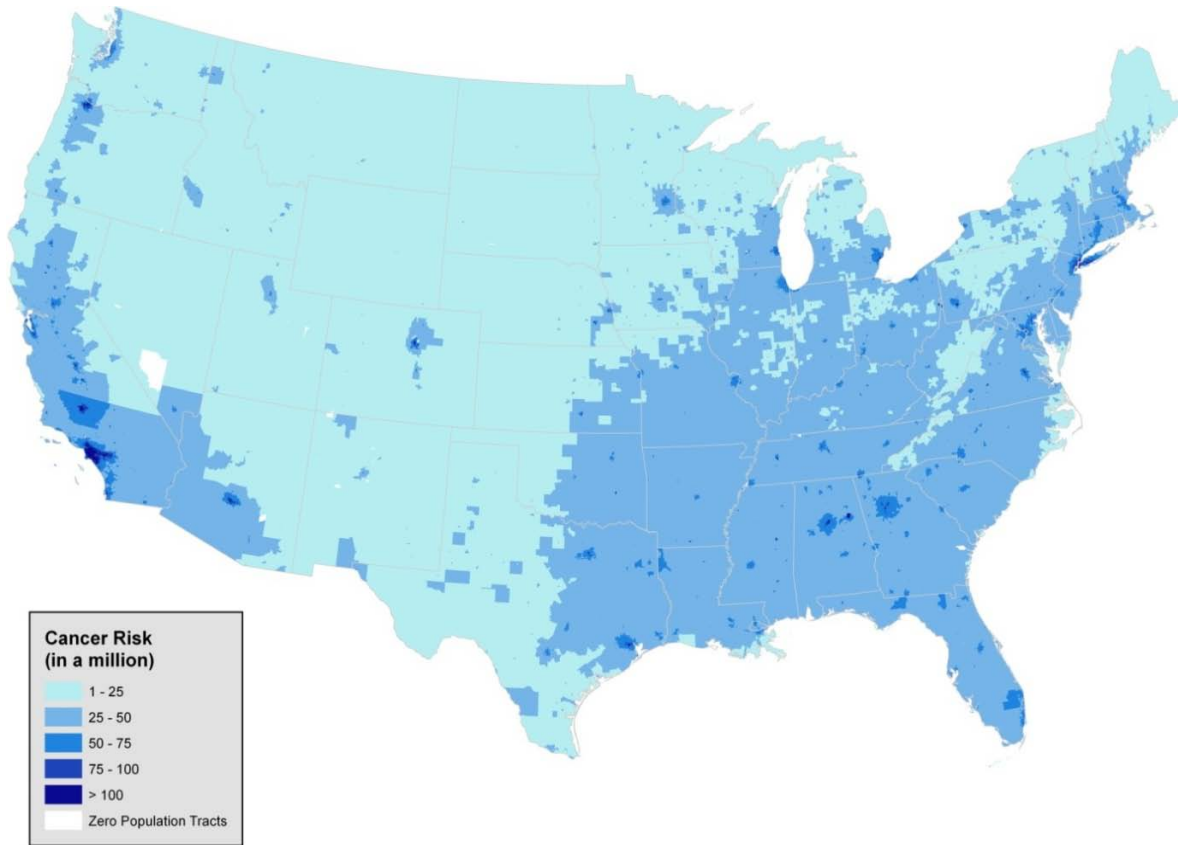 Cancer Risk
(in a million)
1 - 25
25 - 50
50 - 75
75 - 100
> 100
Zero Population Tracts